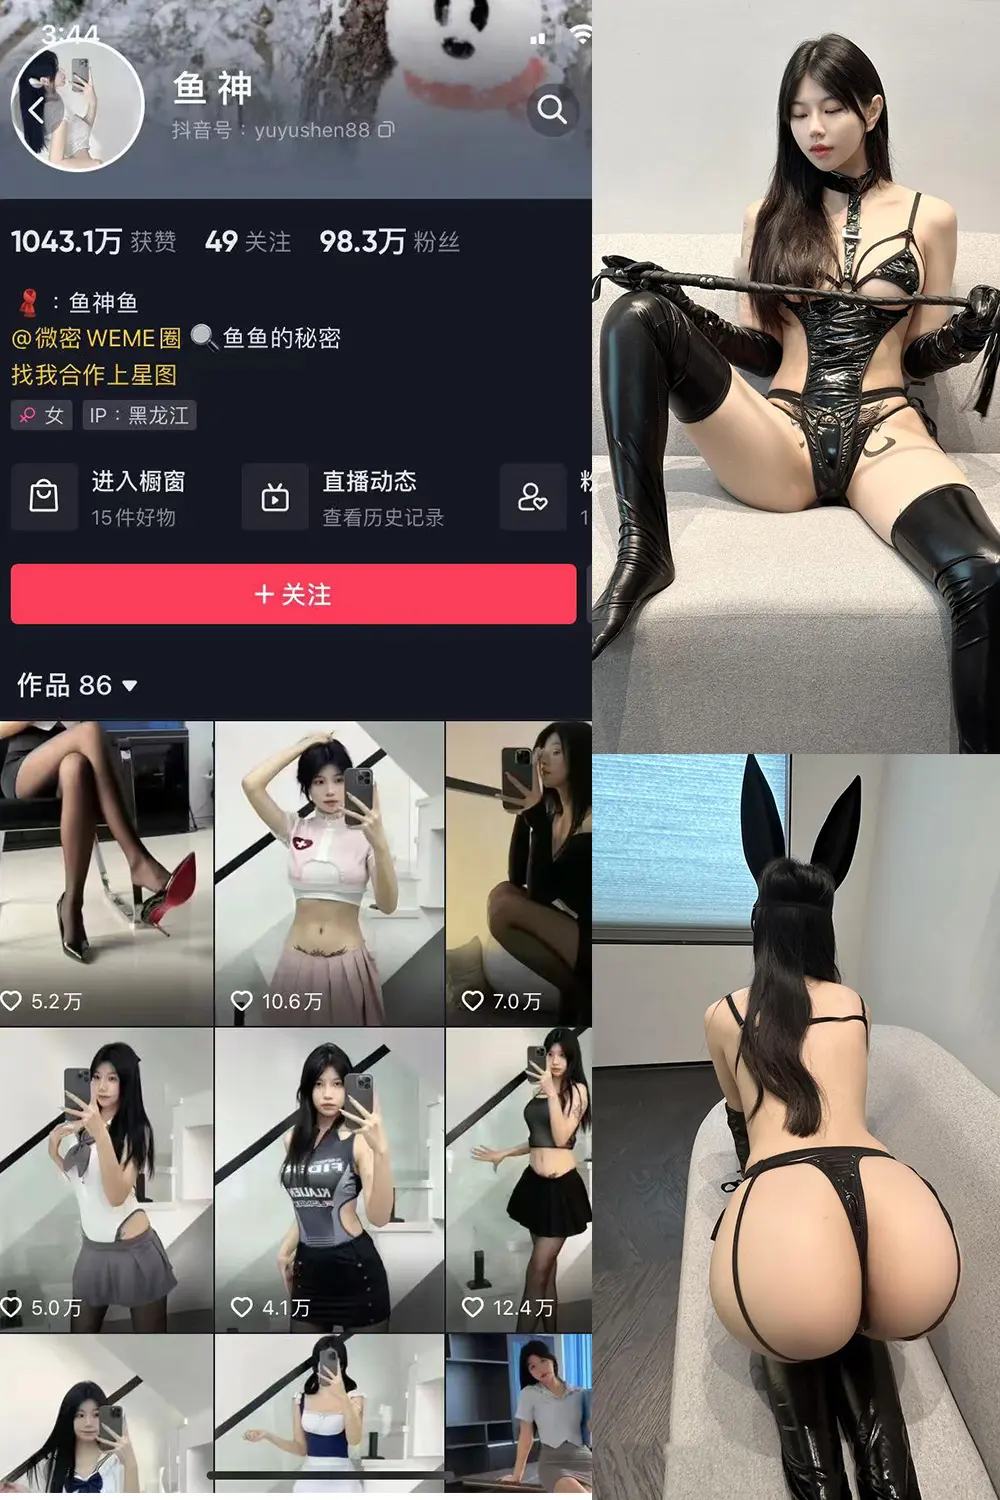 3:44
鱼 神
抖音号：yuyushen88
1043.1万 获赞 49 关注 98.3万 粉丝
：鱼神鱼
@微密 WEME圈 鱼鱼的秘密
找我合作上星图
女 IP：黑龙江
进入橱窗 直播动态
15件好物 查看历史记录 1
+ 关注
作品 86
5.2万 10.6万 7.0万
5.0万 4.1万 12.4万